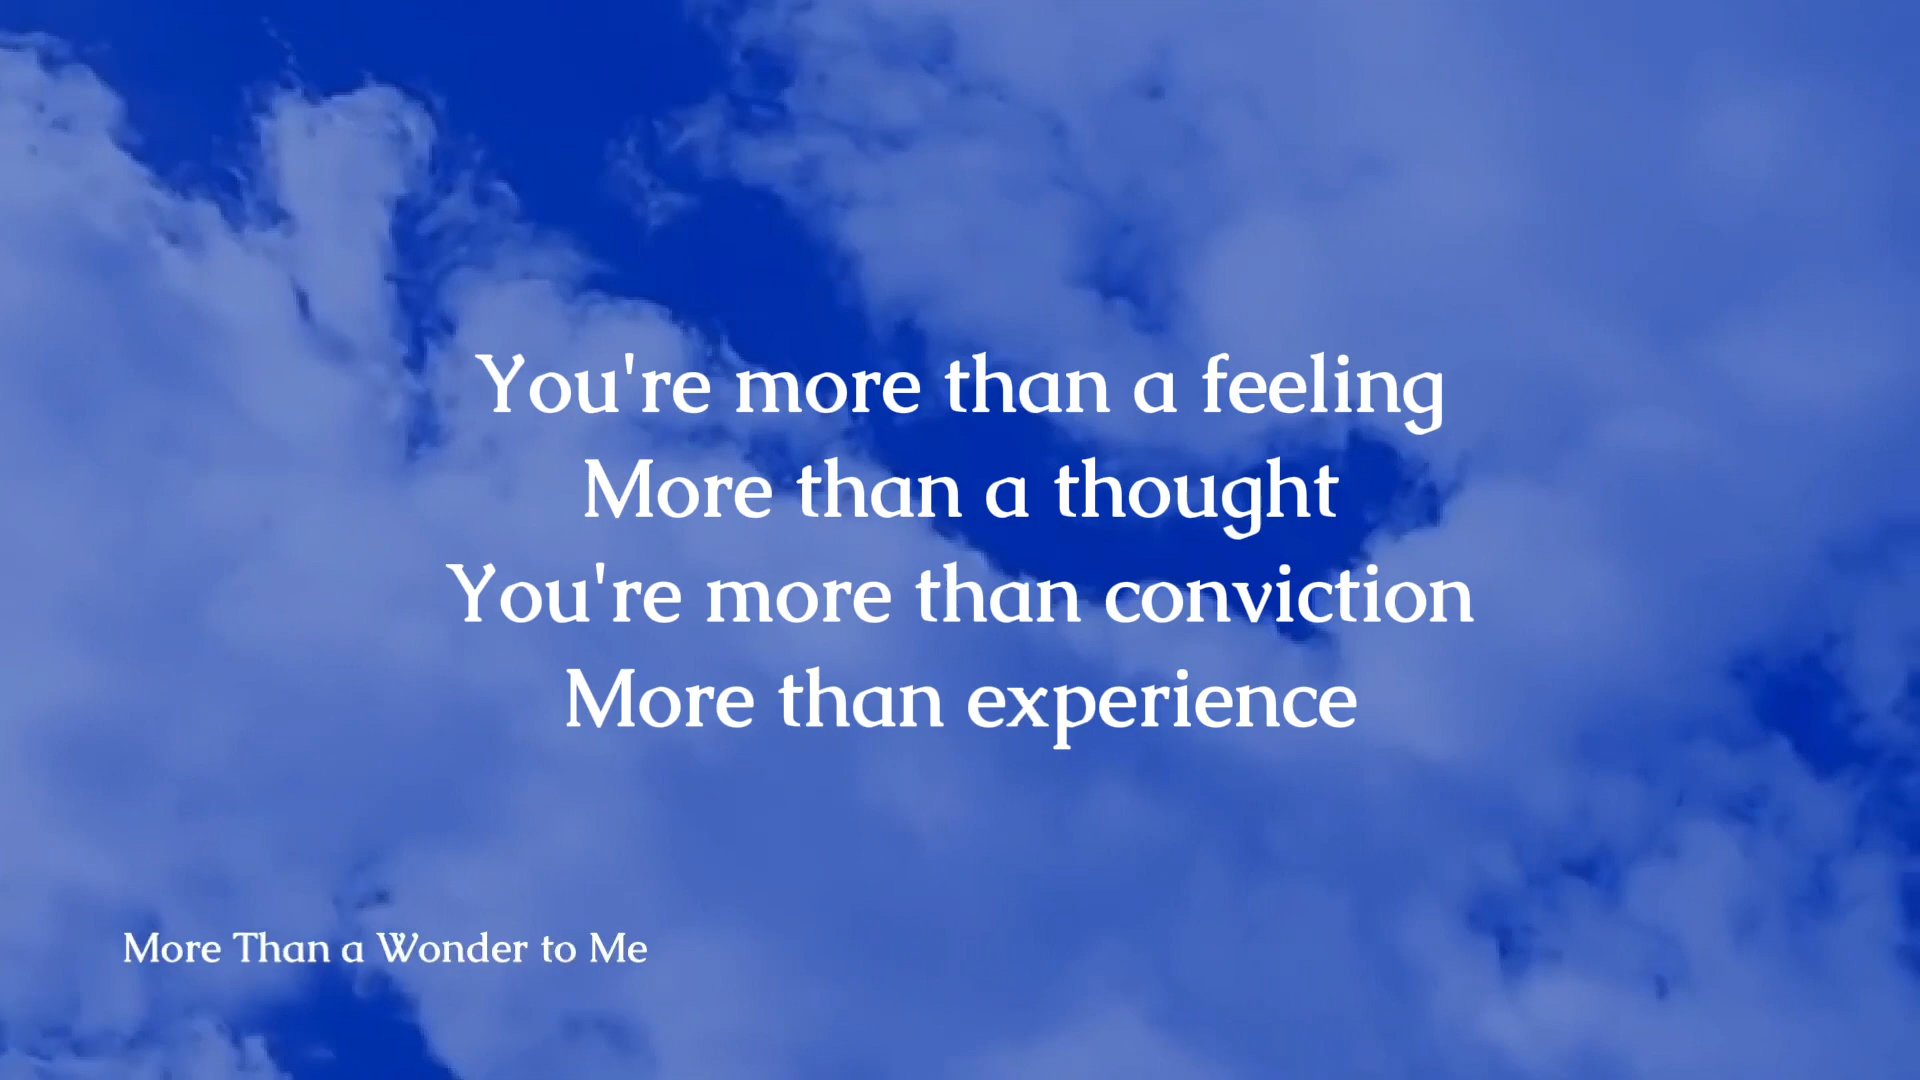 You're more than a feeling
More than a thought
You're more than conviction
More than experience
More Than a Wonder to Me